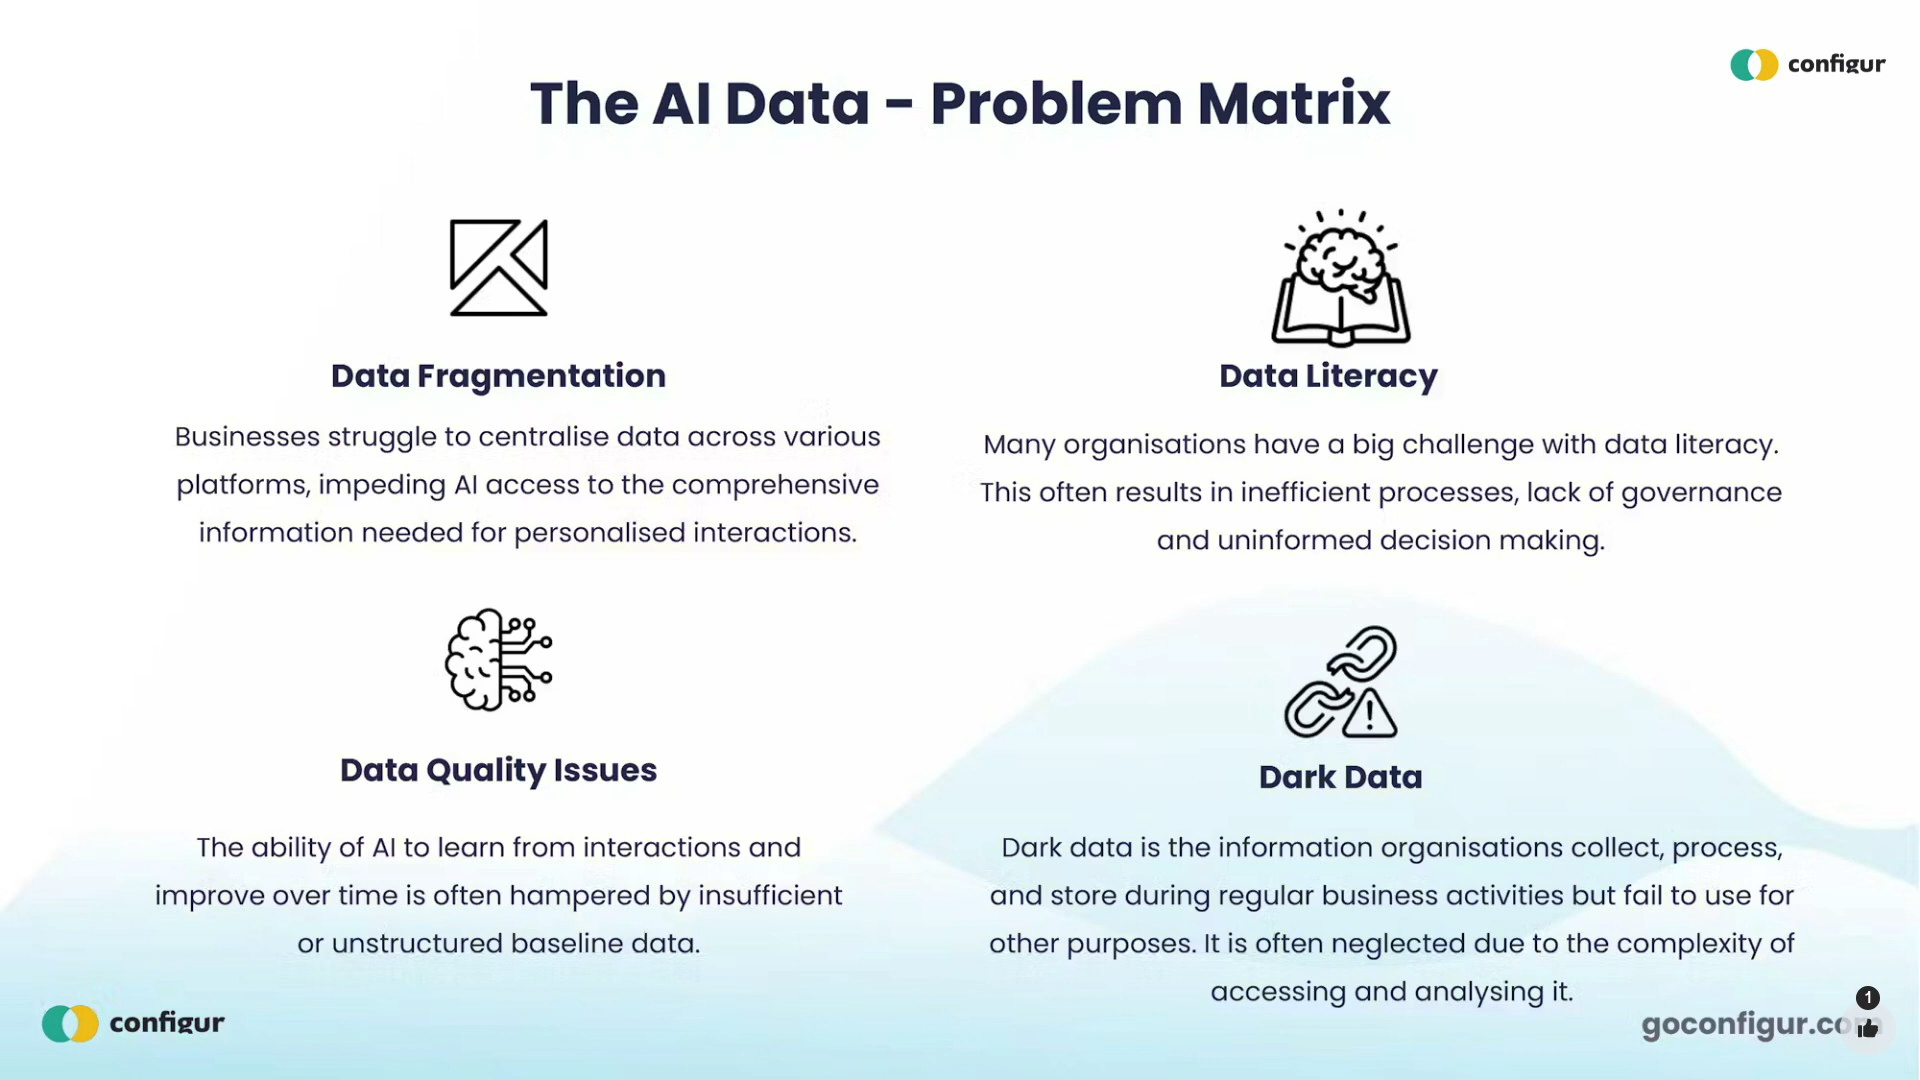 configur
The AI Data - Problem Matrix
Data Fragmentation
Businesses struggle to centralise data across various
platforms, impeding AI access to the comprehensive
information needed for personalised interactions.
Data Literacy
Many organisations have a big challenge with data literacy.
This often results in inefficient processes, lack of governance
and uninformed decision making.
Data Quality Issues
The ability of AI to learn from interactions and
improve over time is often hampered by insufficient
or unstructured baseline data.
Dark Data
Dark data is the information organisations collect, process,
and store during regular business activities but fail to use for
other purposes. It is often neglected due to the complexity of
accessing and analysing it.
configur
goconfigur.com
1